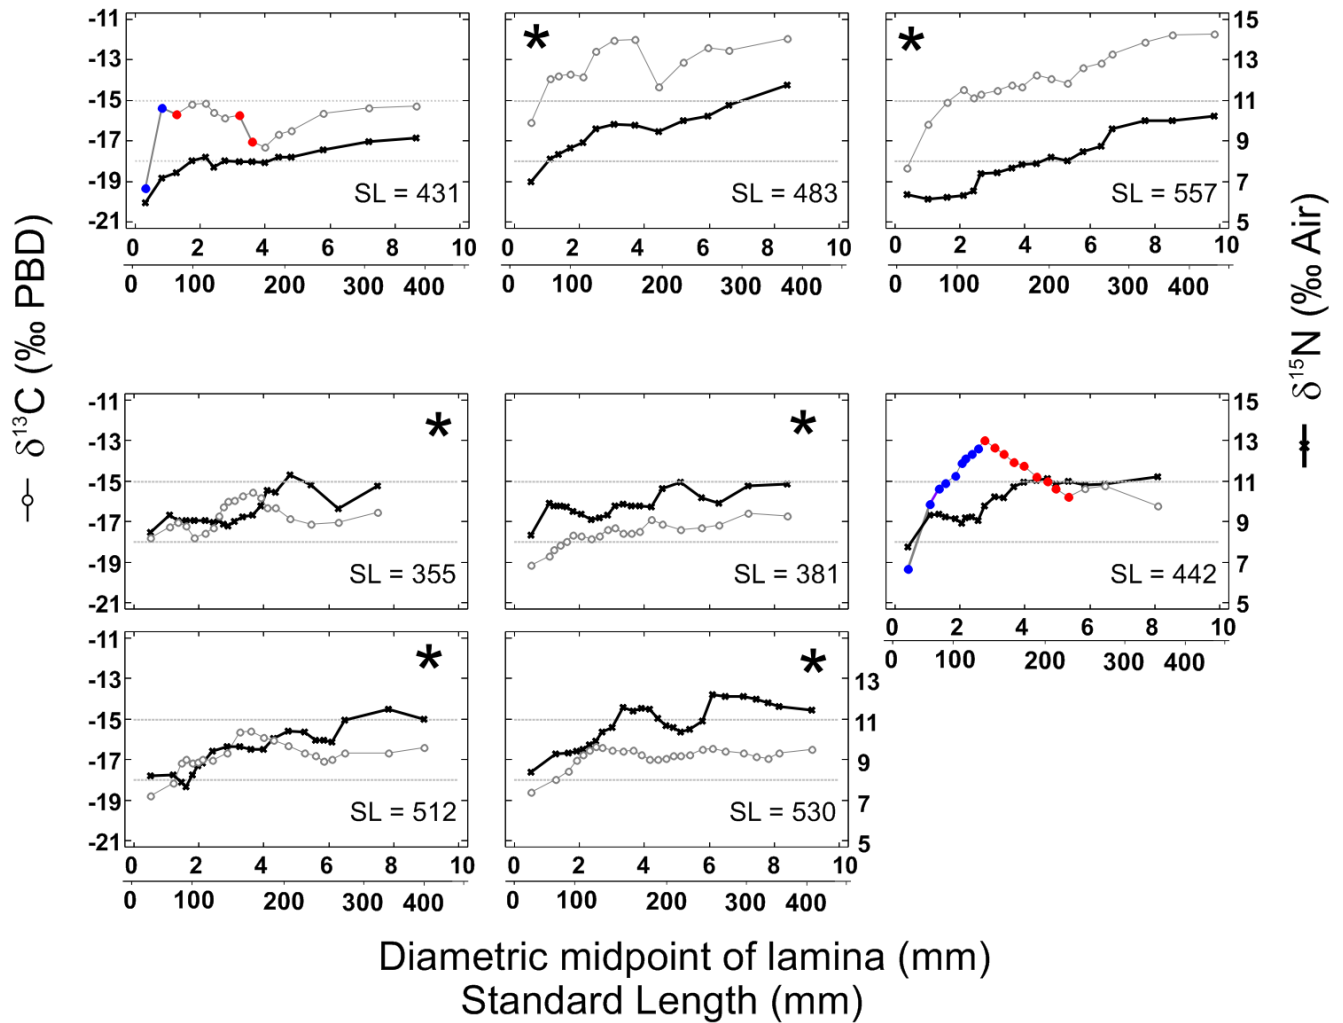 -11
-13
-15
-17
-19
-21
SL = 431
0 2 4 6 8 10
0 100 200 300 400
*
SL = 483
0 2 4 6 8 10
0 100 200 300 400
*
SL = 557
15
13
11
9
7
5
0 2 4 6 8 10
0 100 200 300 400
δ13C (‰ PBD)
δ15N (‰ Air)
-11
-13
-15
-17
-19
-21
*
SL = 355
*
SL = 381
SL = 442
15
13
11
9
7
5
0 2 4 6 8 10
0 100 200 300 400
-11
-13
-15
-17
-19
-21
*
SL = 512
0 2 4 6 8 10
0 100 200 300 400
*
SL = 530
13
11
9
7
5
0 2 4 6 8 10
0 100 200 300 400
Diametric midpoint of lamina (mm)
Standard Length (mm)